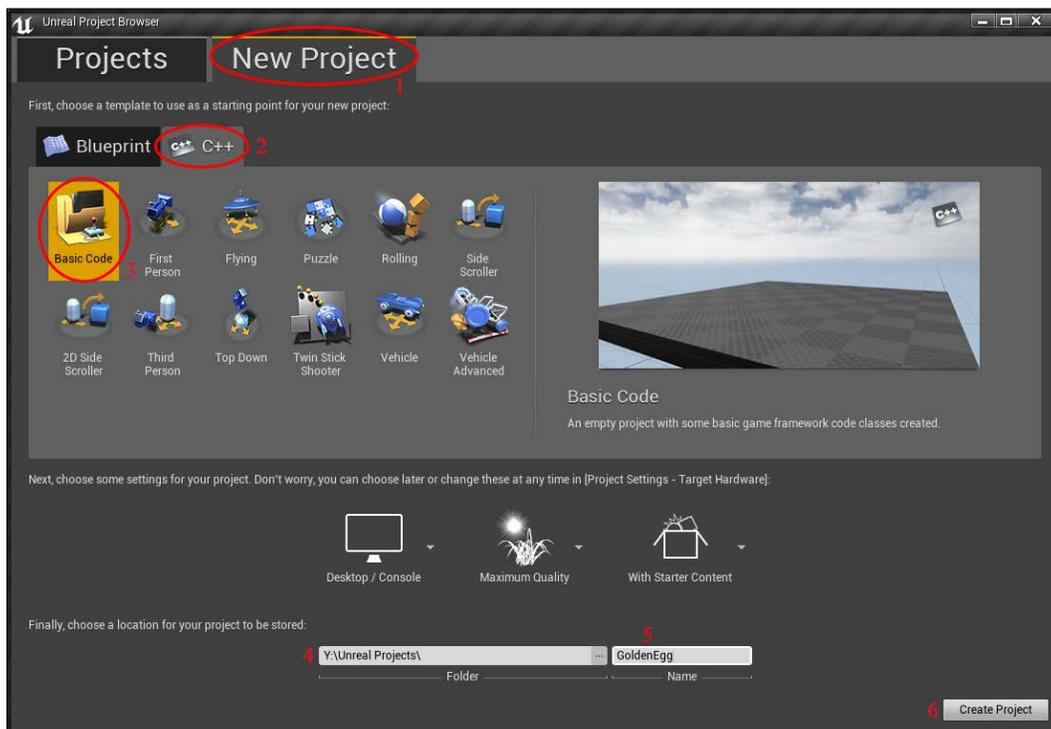 Unreal Project Browser
Projects
New Project
1
First, choose a template to use as a starting point for your new project:
Blueprint
C++
C++
2
C++
Basic Code
3
First
Person
Flying
Puzzle
Rolling
Side
Scroller
2D Side
Scroller
Third
Person
Top Down
Twin Stick
Shooter
Vehicle
Vehicle
Advanced
Basic Code
An empty project with some basic game framework code classes created.
Next, choose some settings for your project. Don't worry, you can choose later or change these at any time in [Project Settings - Target Hardware]:
Desktop / Console
Maximum Quality
With Starter Content
Finally, choose a location for your project to be stored:
4
Y:\Unreal Projects\
...
5
GoldenEgg
Folder
Name
6
Create Project